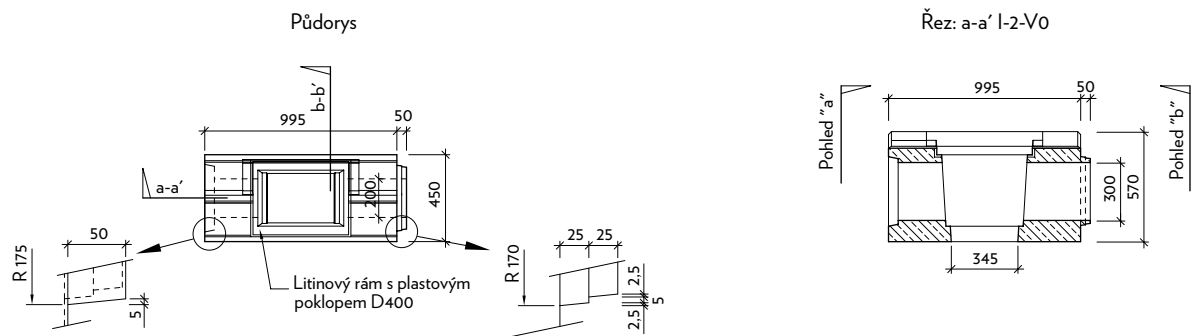 Půdorys
995
50
b-b'
a-a'
200
450
50
R 175
5
Litinový rám s plastovým
poklopem D400
25
25
R 170
2,5
5
2,5
Řez: a-a' I-2-V0
Pohled "a"
995
50
Pohled "b"
300
570
345